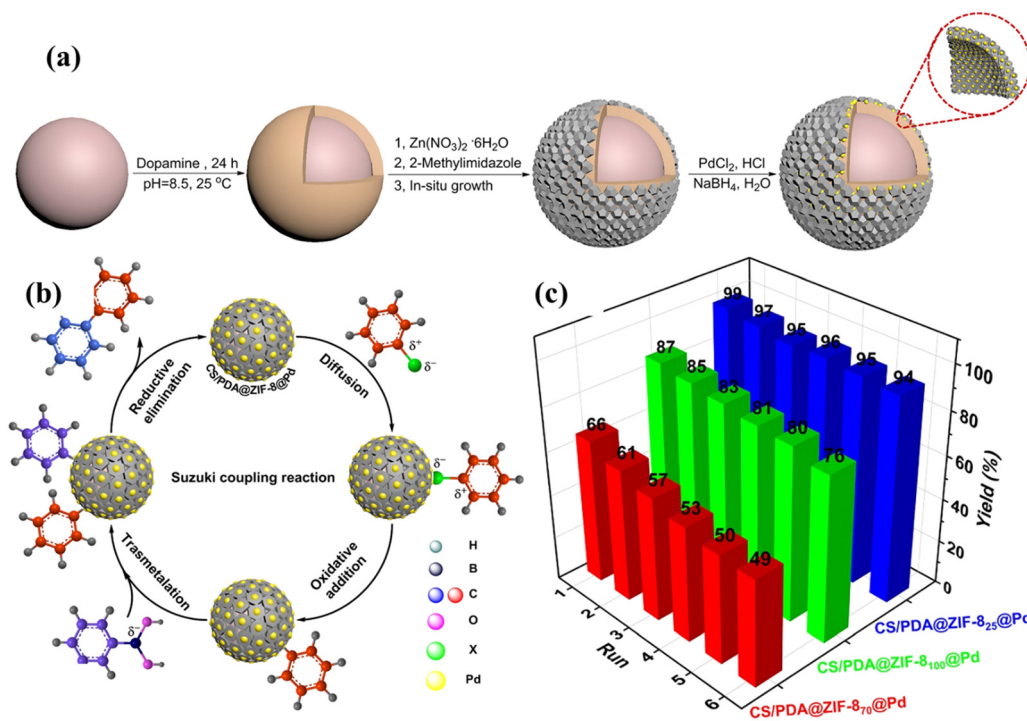 (a)
Dopamine , 24 h
pH=8.5, 25 °C
1, Zn(NO₃)₂ ·6H₂O
2, 2-Methylimidazole
3, In-situ growth
PdCl₂, HCl
NaBH₄, H₂O
(b)
CS/PDA@ZIF-8@Pd
Reductive
elimination
Diffusion
δ⁺
δ⁻
Suzuki coupling reaction
δ⁻
δ⁺
Trasmetalation
Oxidative
addition
δ⁻
H
B
C
O
X
Pd
(c)
99
97
95
96
95
94
87
85
83
81
80
76
66
61
57
53
50
49
100
80
60
40
20
0
Yield (%)
1
2
3
4
5
6
Run
CS/PDA@ZIF-8₂₅@Pd
CS/PDA@ZIF-8₁₀₀@Pd
CS/PDA@ZIF-8₇₀@Pd